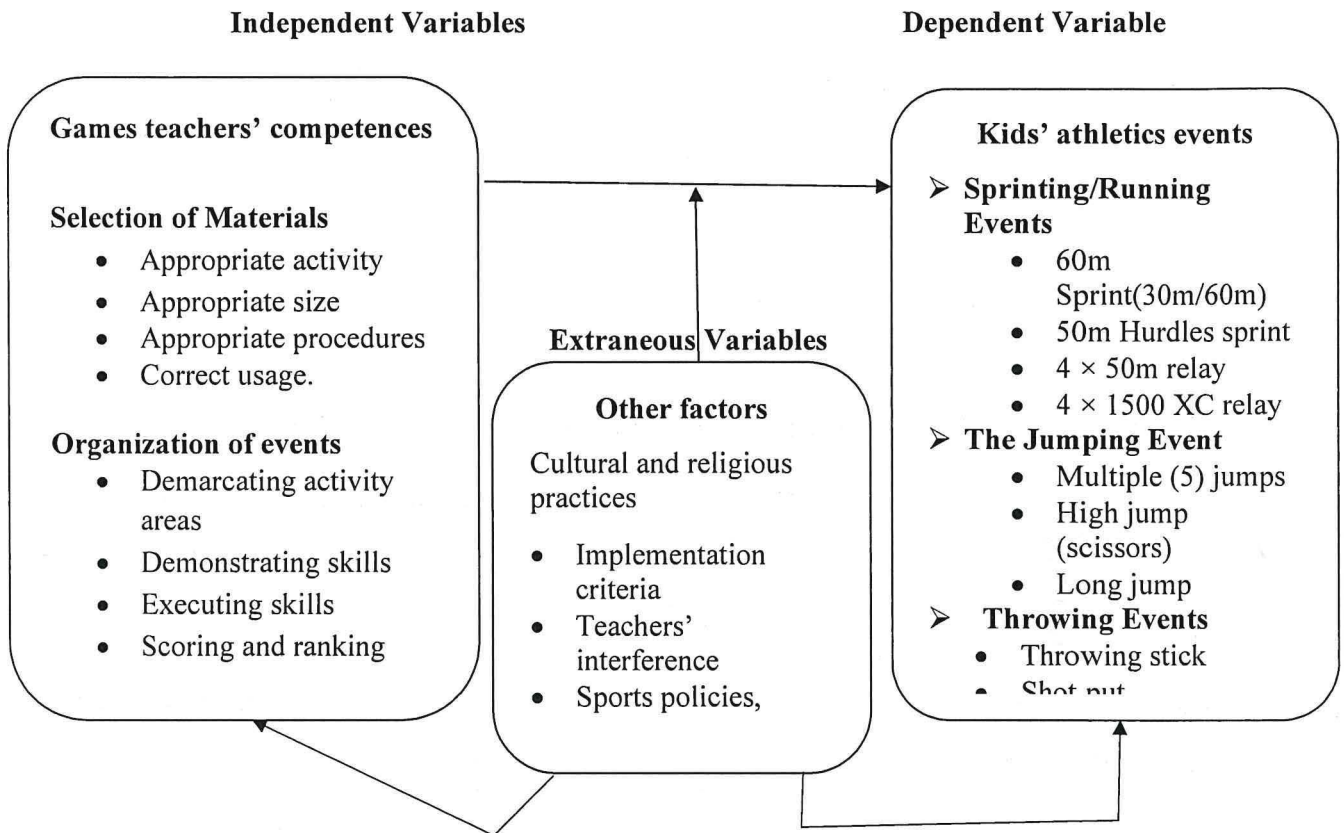 Independent Variables
Dependent Variable
Games teachers’ competences
Selection of Materials
• Appropriate activity
• Appropriate size
• Appropriate procedures
• Correct usage.
Organization of events
• Demarcating activity
areas
• Demonstrating skills
• Executing skills
• Scoring and ranking
Extraneous Variables
Other factors
Cultural and religious
practices
• Implementation
criteria
• Teachers’
interference
• Sports policies,
Kids’ athletics events
➢ Sprinting/Running
Events
• 60m
Sprint(30m/60m)
• 50m Hurdles sprint
• 4 × 50m relay
• 4 × 1500 XC relay
➢ The Jumping Event
• Multiple (5) jumps
• High jump
(scissors)
• Long jump
➢ Throwing Events
• Throwing stick
• Shot put